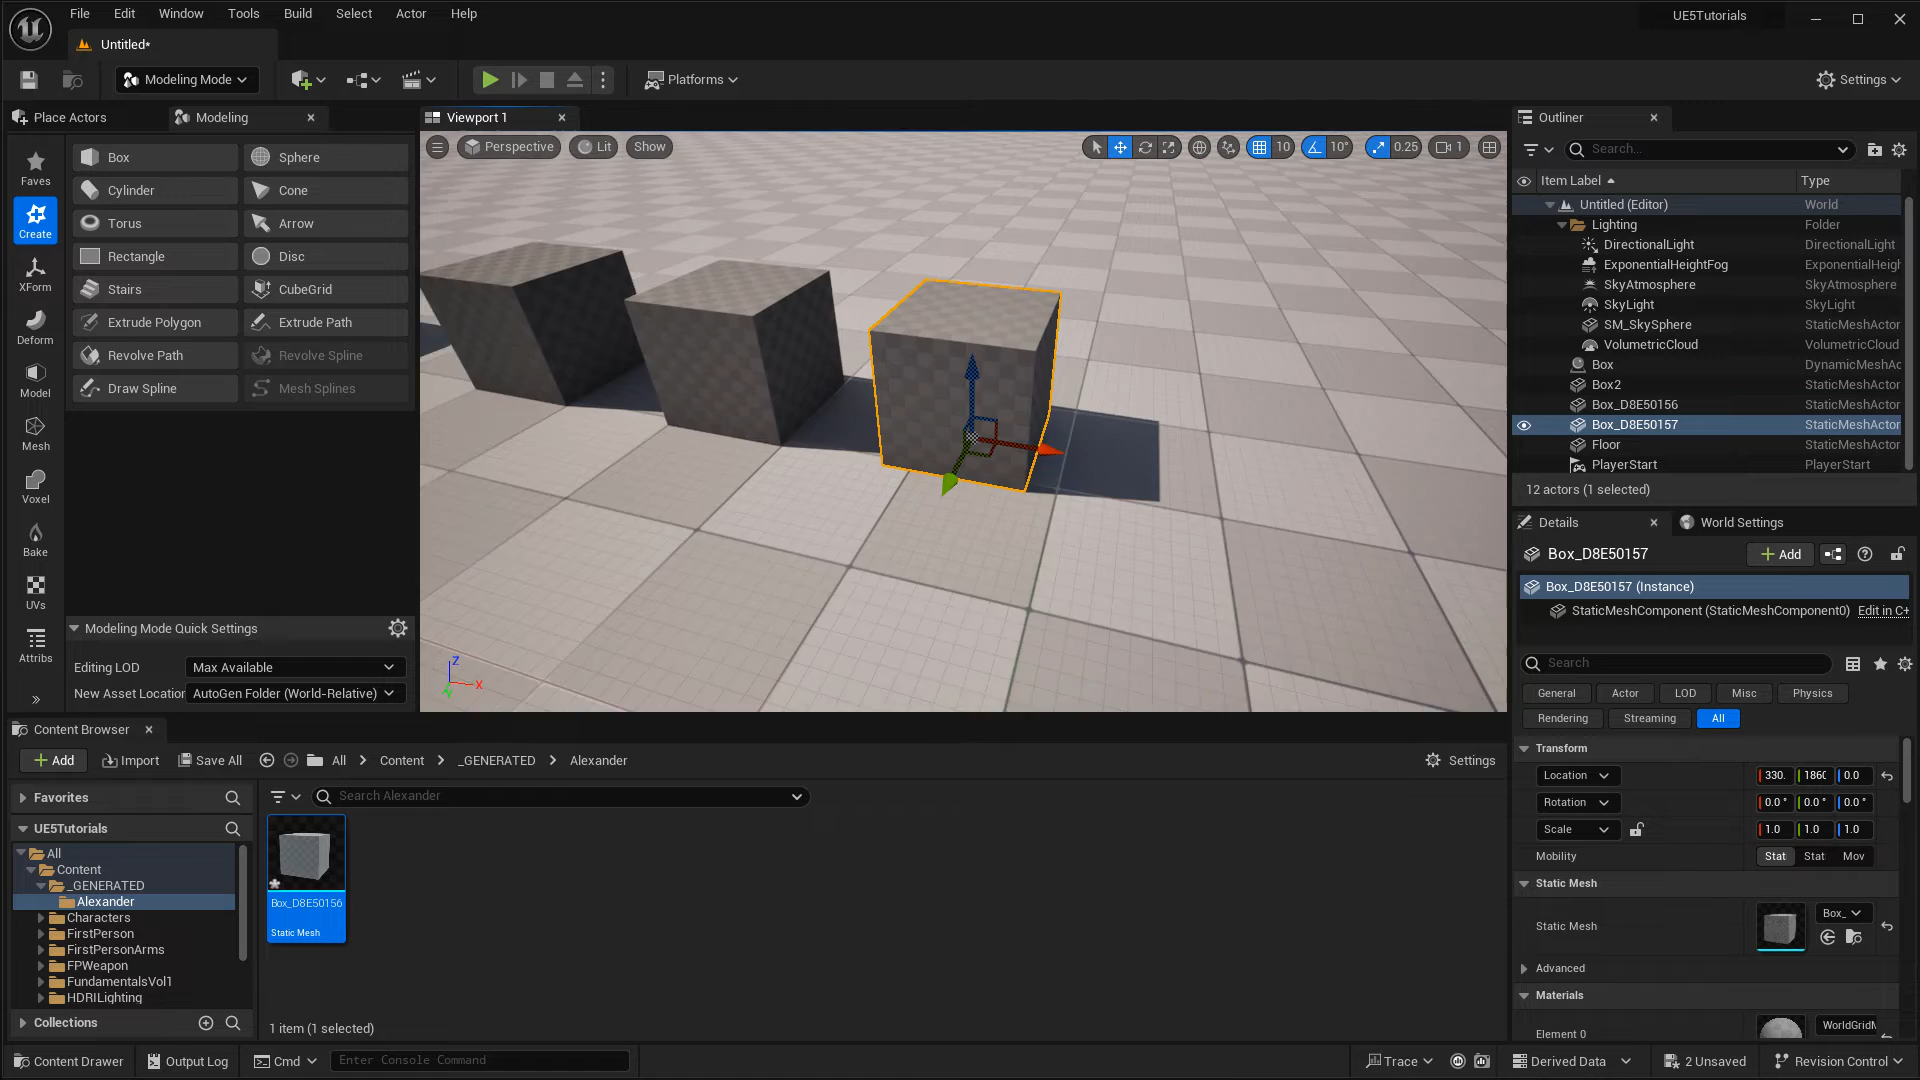 File Edit Window Tools Build Select Actor Help
UE5Tutorials
Untitled*
Modeling Mode
Platforms
Settings
Place Actors
Modeling
Faves
Create
XForm
Deform
Model
Mesh
Voxel
Bake
UVs
Attribs
Box
Sphere
Cylinder
Cone
Torus
Arrow
Rectangle
Disc
Stairs
CubeGrid
Extrude Polygon
Extrude Path
Revolve Path
Revolve Spline
Draw Spline
Mesh Splines
Modeling Mode Quick Settings
Editing LOD
Max Available
New Asset Location
AutoGen Folder (World-Relative)
Viewport 1
Perspective
Lit
Show
10
10°
0.25
1
Z
X
Y
Outliner
Search...
Item Label
Type
Untitled (Editor) World
Lighting Folder
DirectionalLight DirectionalLight
ExponentialHeightFog ExponentialHeigh
SkyAtmosphere SkyAtmosphere
SkyLight SkyLight
SM_SkySphere StaticMeshActor
VolumetricCloud VolumetricCloud
Box DynamicMeshAc
Box2 StaticMeshActor
Box_D8E50156 StaticMeshActor
Box_D8E50157 StaticMeshActor
Floor StaticMeshActor
PlayerStart PlayerStart
12 actors (1 selected)
Details
World Settings
Box_D8E50157
Add
Box_D8E50157 (Instance)
StaticMeshComponent (StaticMeshComponent0) Edit in C+
Search
General Actor LOD Misc Physics
Rendering Streaming All
Transform
Location 330. 1860 0.0
Rotation 0.0 ° 0.0 ° 0.0 °
Scale 1.0 1.0 1.0
Mobility Stat Stat Mov
Static Mesh
Static Mesh Box_
Advanced
Materials
Element 0 WorldGridM
Content Browser
Add
Import
Save All
All
Content
_GENERATED
Alexander
Settings
Favorites
UE5Tutorials
All
Content
_GENERATED
Alexander
Characters
FirstPerson
FirstPersonArms
FPWeapon
FundamentalsVol1
HDRILighting
Collections
Search Alexander
Box_D8E50156
Static Mesh
1 item (1 selected)
Content Drawer
Output Log
Cmd
Enter Console Command
Trace
Derived Data
2 Unsaved
Revision Control